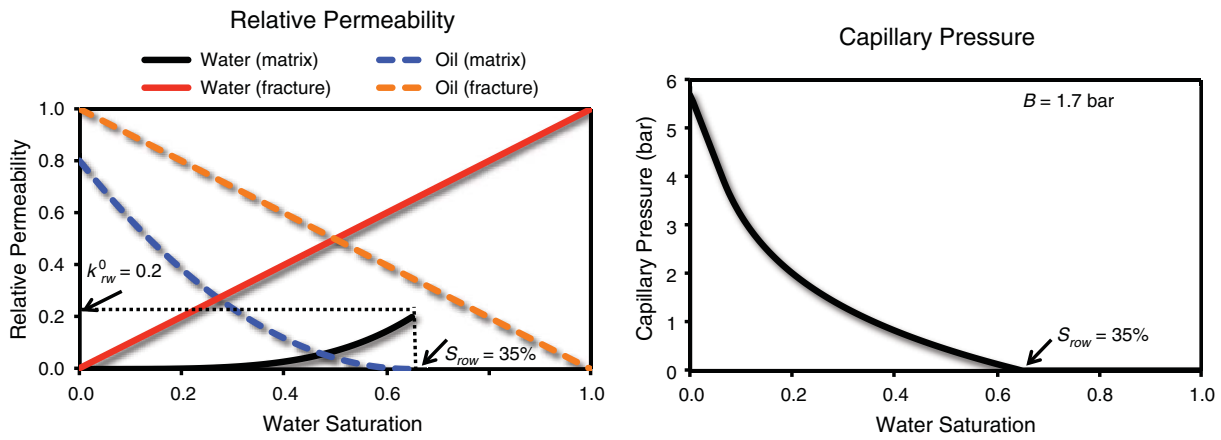 Relative Permeability
Water (matrix)
Oil (matrix)
Water (fracture)
Oil (fracture)
Relative Permeability
1.0
0.8
0.6
0.4
0.2
0.0
k⁰rw = 0.2
Srow = 35%
0.0 0.2 0.4 0.6 0.8 1.0
Water Saturation
Capillary Pressure
Capillary Pressure (bar)
6
5
4
3
2
1
0
B = 1.7 bar
Srow = 35%
0.0 0.2 0.4 0.6 0.8 1.0
Water Saturation